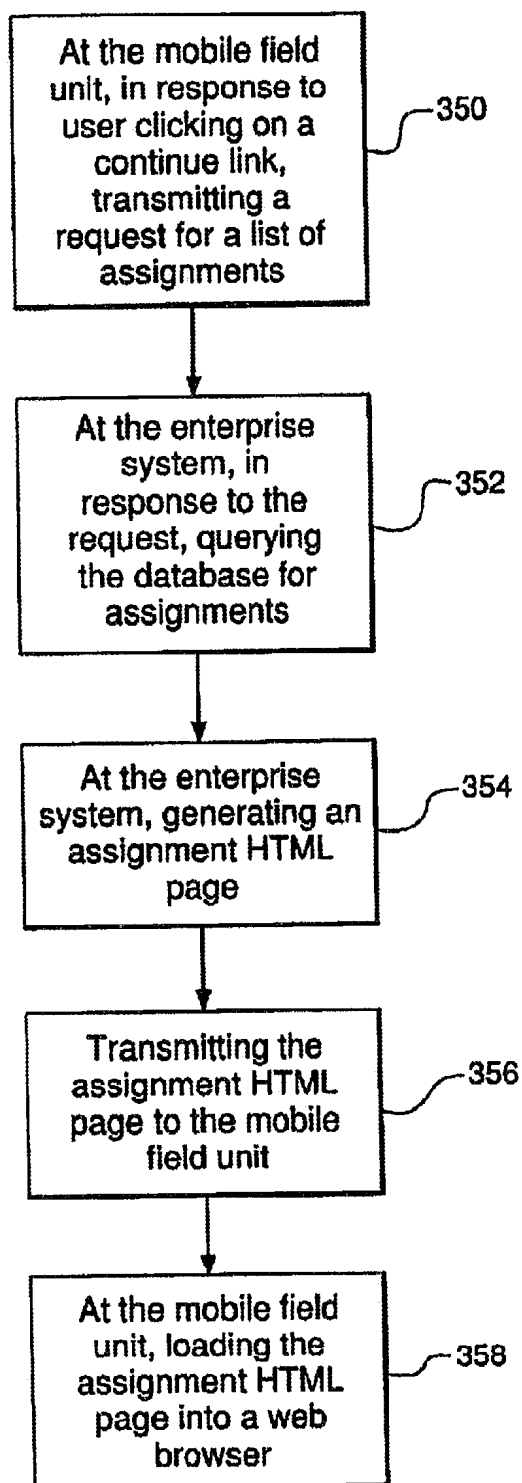 At the mobile field
unit, in response to
user clicking on a
continue link,
transmitting a
request for a list of
assignments
350
At the enterprise
system, in
response to the
request, querying
the database for
assignments
352
At the enterprise
system, generating an
assignment HTML
page
354
Transmitting the
assignment HTML
page to the mobile
field unit
356
At the mobile field
unit, loading the
assignment HTML
page into a web
browser
358